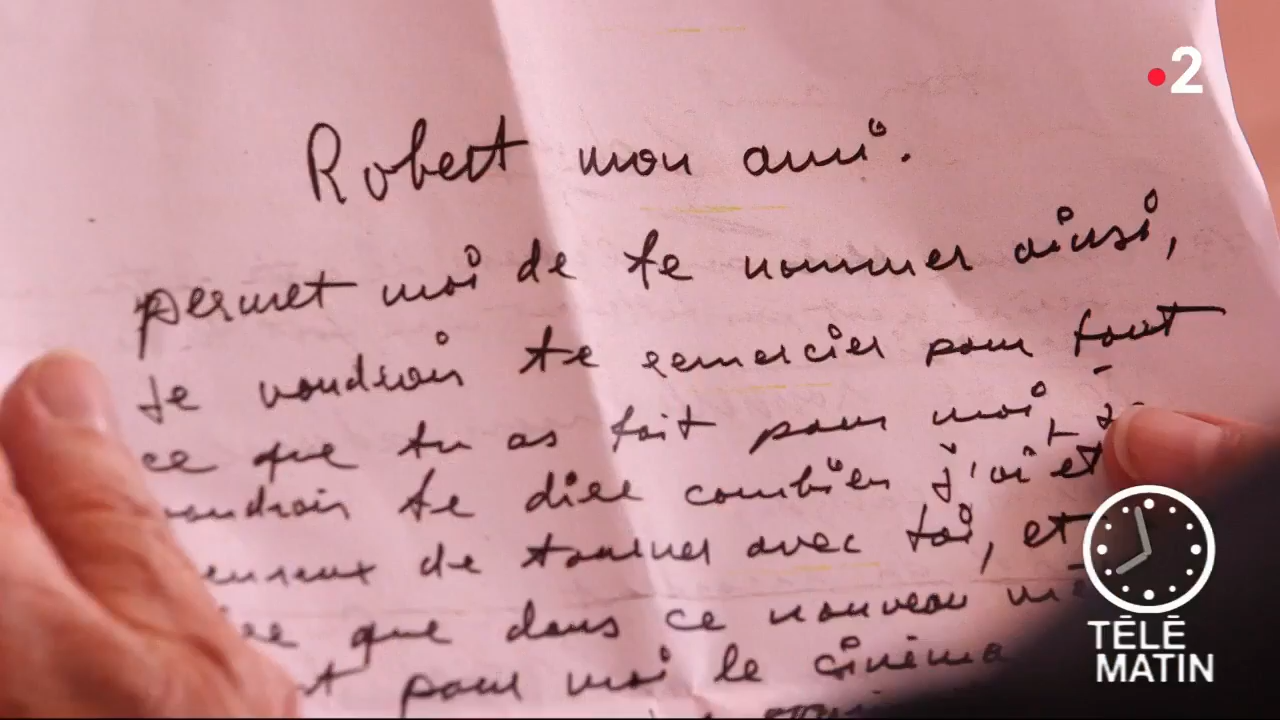 2
Robert mon ami.
permet moi de te nommer ainsi,
Je voudrais te remercier pour tout
ce que tu as fait pour moi,
voudrais te dire combien j'ai et
eureux de tourner avec toi, et
que dans ce nouveau mé
pour moi le cinéma
TÉLÉ
MATIN